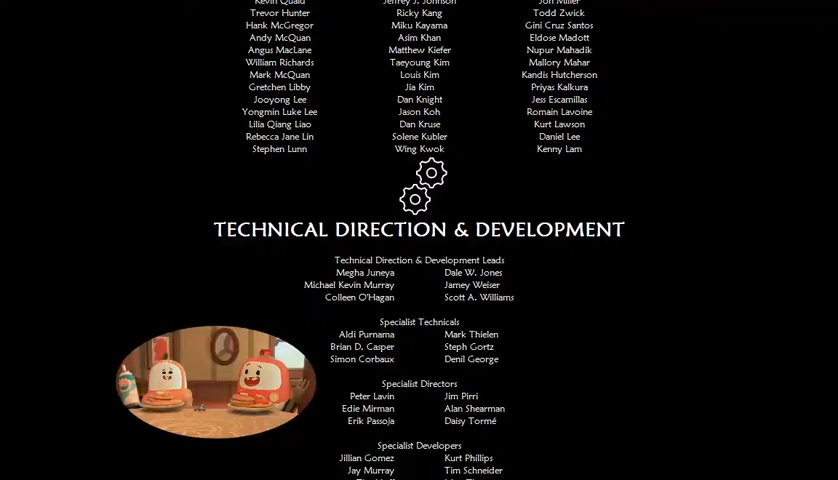 Kevin Quaid Jeffrey J. Johnson Jon Miller
Trevor Hunter Ricky Kang Todd Zwick
Hank McGregor Miku Kayama Gini Cruz Santos
Andy McQuan Asim Khan Eldose Madott
Angus MacLane Matthew Kiefer Nupur Mahadik
William Richards Taeyoung Kim Mallory Mahar
Mark McQuan Louis Kim Kandis Hutcherson
Gretchen Libby Jia Kim Priyas Kalkura
Jooyong Lee Dan Knight Jess Escamillas
Yongmin Luke Lee Jason Koh Romain Lavoine
Lilia Qiang Liao Dan Kruse Kurt Lawson
Rebecca Jane Lin Solene Kubler Daniel Lee
Stephen Lunn Wing Kwok Kenny Lam
TECHNICAL DIRECTION & DEVELOPMENT
Technical Direction & Development Leads
Megha Juneya Dale W. Jones
Michael Kevin Murray Jamey Weiser
Colleen O'Hagan Scott A. Williams
Specialist Technicals
Aldi Purnama Mark Thielen
Brian D. Casper Steph Gortz
Simon Corbaux Denil George
Specialist Directors
Peter Lavin Jim Pirri
Edie Mirman Alan Shearman
Erik Passoja Daisy Tormé
Specialist Developers
Jillian Gomez Kurt Phillips
Jay Murray Tim Schneider